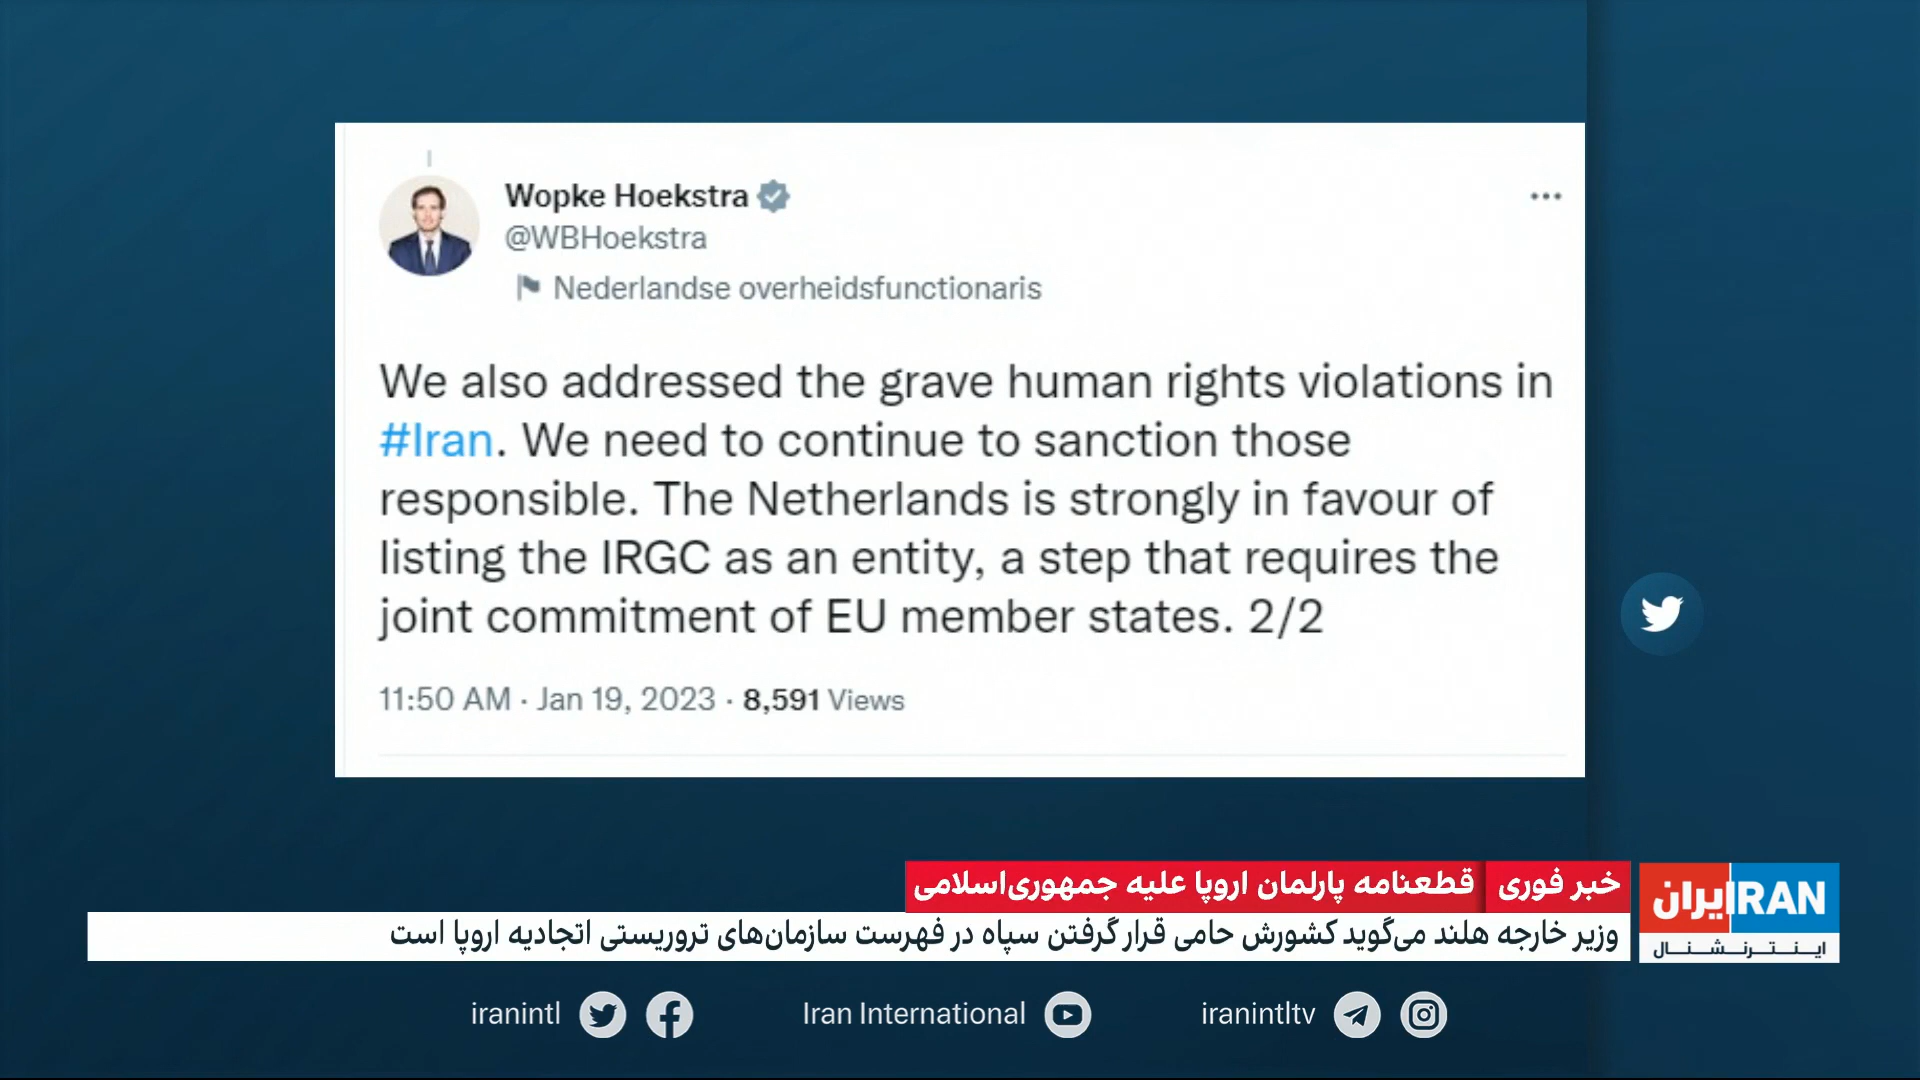 Wopke Hoekstra
@WBHoekstra
Nederlandse overheidsfunctionaris
We also addressed the grave human rights violations in
#Iran. We need to continue to sanction those
responsible. The Netherlands is strongly in favour of
listing the IRGC as an entity, a step that requires the
joint commitment of EU member states. 2/2
11:50 AM · Jan 19, 2023 · 8,591 Views
خبر فوری قطعنامه پارلمان اروپا علیه جمهوری‌اسلامی
وزیر خارجه هلند می‌گوید کشورش حامی قرار گرفتن سپاه در فهرست سازمان‌های تروریستی اتجادیه اروپا است
ایران IRAN
اینترنشنال
iranintl Iran International iranintltv